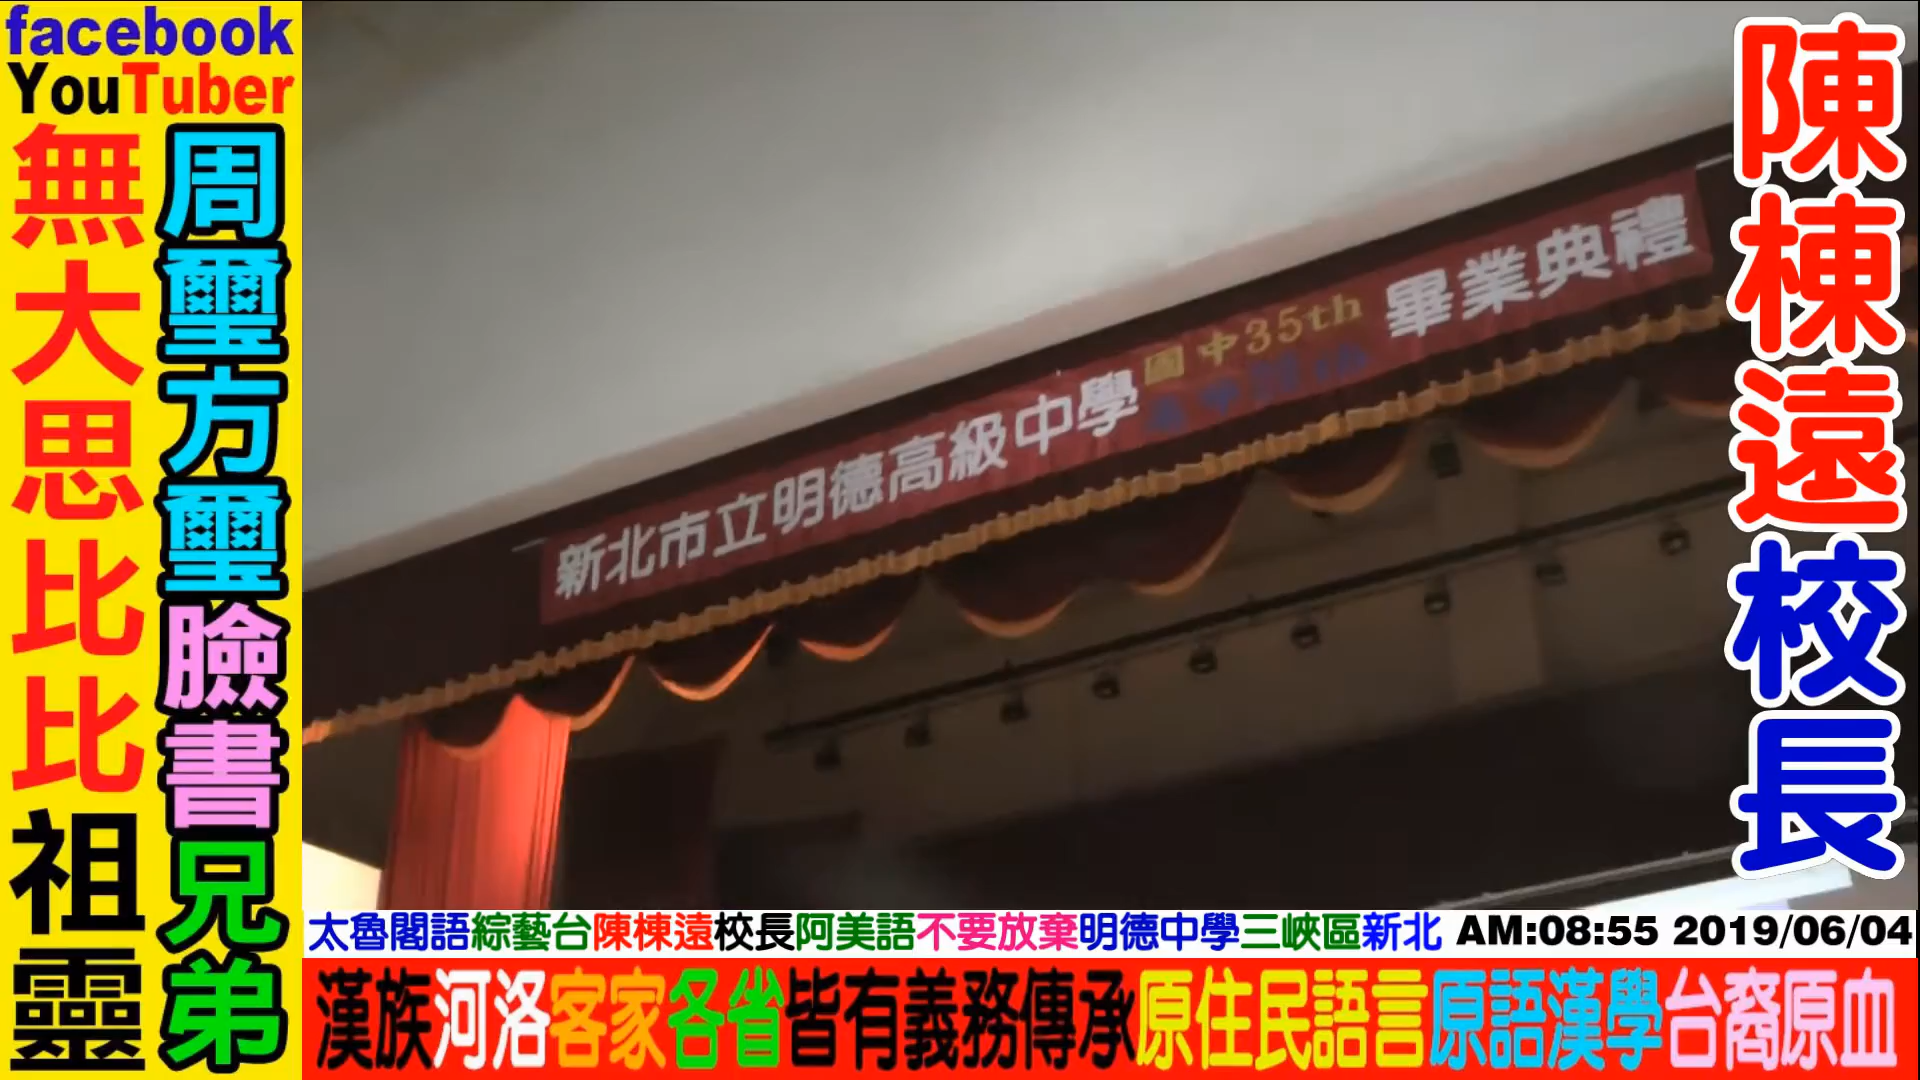 facebook
YouTuber
周璽方璽臉書兄弟
無大思比比祖靈
陳棟遠校長
新北市立明德高級中學 國中35th 畢業典禮
太魯閣語綜藝台陳棟遠校長阿美語不要放棄明德中學三峽區新北 AM:08:55 2019/06/04
漢族河洛客家各省皆有義務傳承原住民語言原語漢學台裔原血